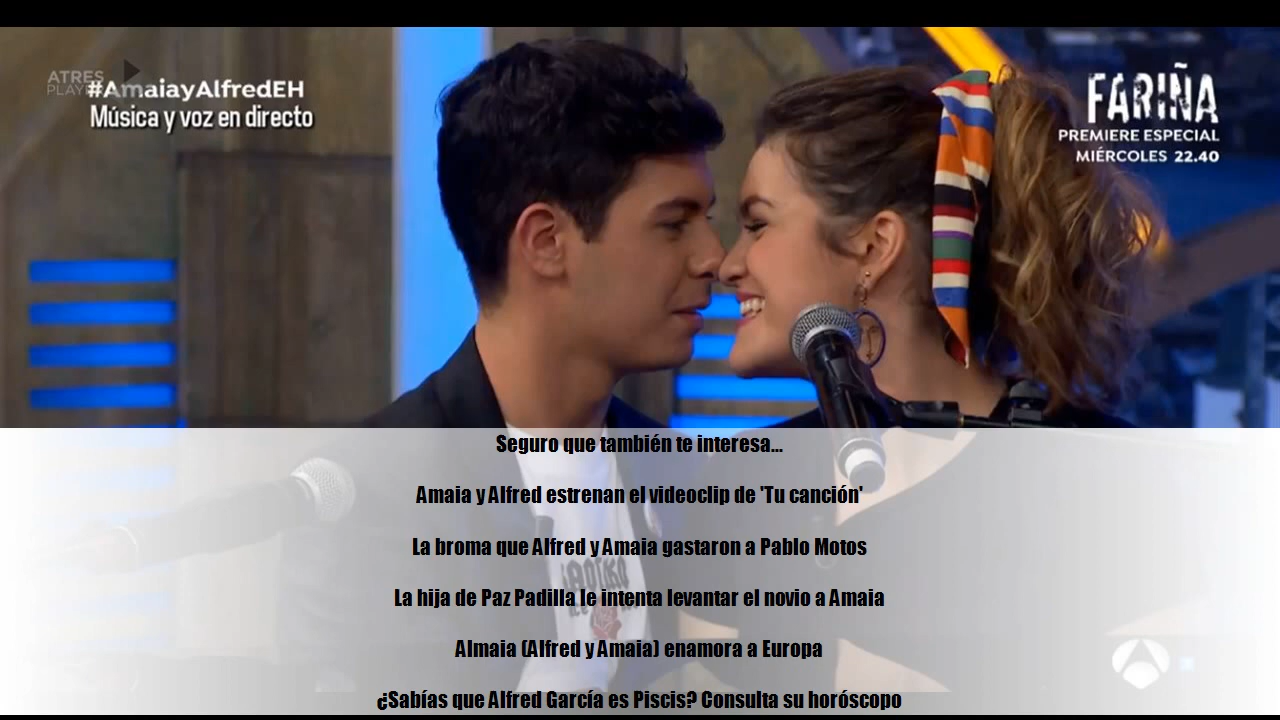 ATRES
PLAYER
#AmaiayAlfredEH
Música y voz en directo
FARIÑA
PREMIERE ESPECIAL
MIÉRCOLES 22.40
Seguro que también te interesa...
Amaia y Alfred estrenan el videoclip de 'Tu canción'
La broma que Alfred y Amaia gastaron a Pablo Motos
La hija de Paz Padilla le intenta levantar el novio a Amaia
Almaia (Alfred y Amaia) enamora a Europa
¿Sabías que Alfred García es Piscis? Consulta su horóscopo